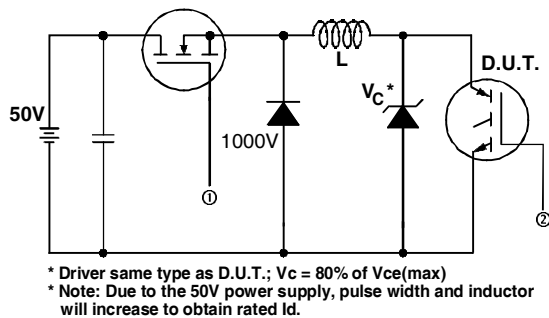 50V
①
1000V
L
V_C *
D.U.T.
②
* Driver same type as D.U.T.; Vc = 80% of Vce(max)
* Note: Due to the 50V power supply, pulse width and inductor
will increase to obtain rated Id.